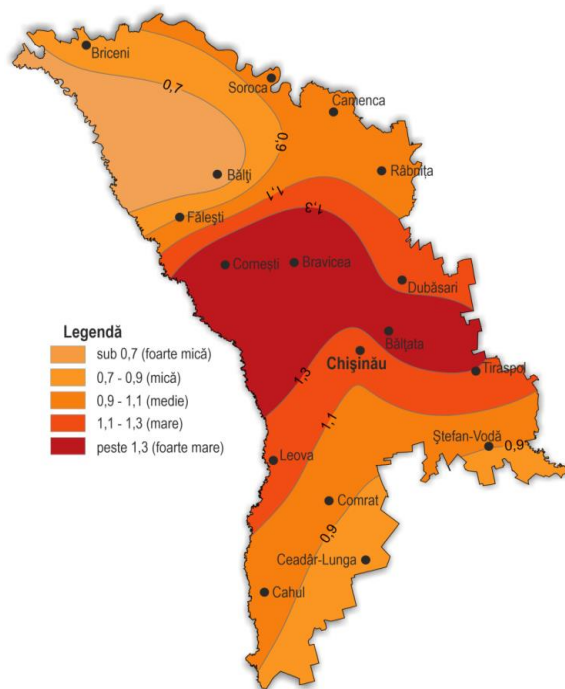 Briceni
0,7
Soroca
Camenca
0,9
Bălți
Râbnița
1,1
Fălești
1,3
Cornești
Bravicea
Dubăsari
Legendă
sub 0,7 (foarte mică)
0,7 - 0,9 (mică)
0,9 - 1,1 (medie)
1,1 - 1,3 (mare)
peste 1,3 (foarte mare)
Bălțata
Chișinău
1,3
Tiraspol
1,1
Ștefan-Vodă
0,9
Leova
Comrat
0,9
Ceadâr-Lunga
Cahul